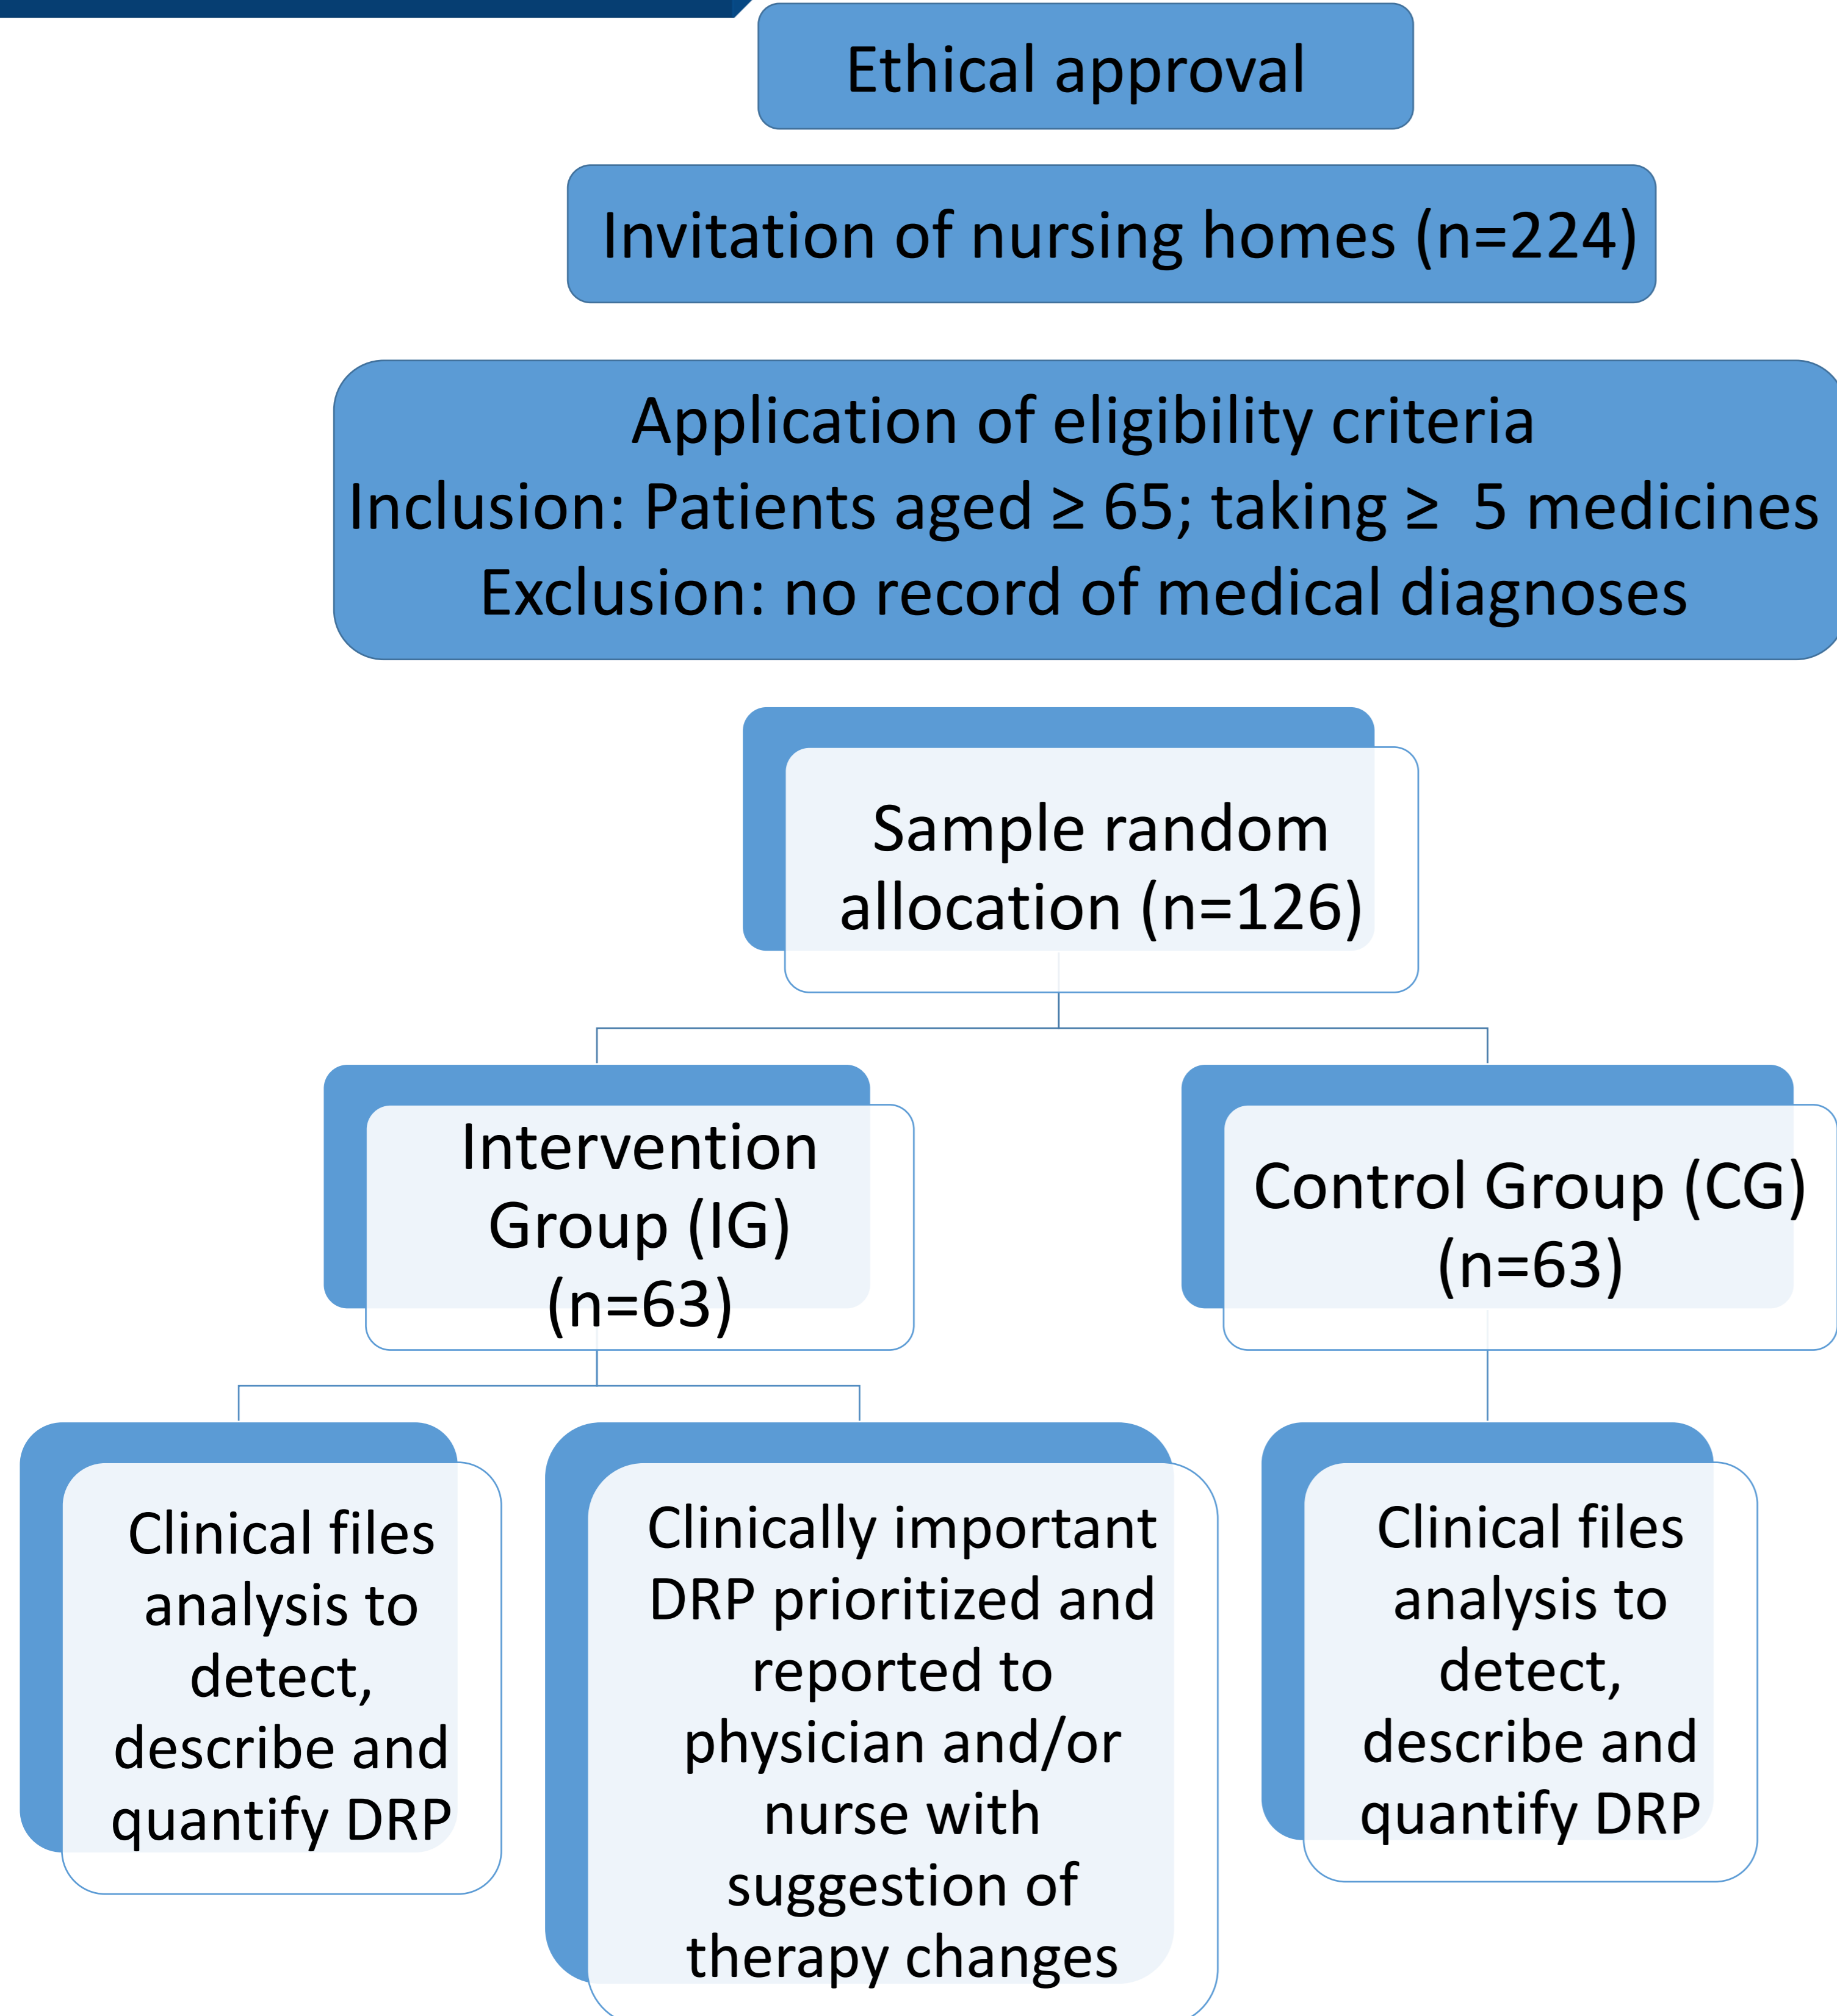 Ethical approval
Invitation of nursing homes (n=224)
Application of eligibility criteria
Inclusion: Patients aged ≥ 65; taking ≥ 5 medicines
Exclusion: no record of medical diagnoses
Sample random
allocation (n=126)
Intervention
Group (IG)
(n=63)
Control Group (CG)
(n=63)
Clinical files
analysis to
detect,
describe and
quantify DRP
Clinically important
DRP prioritized and
reported to
physician and/or
nurse with
suggestion of
therapy changes
Clinical files
analysis to
detect,
describe and
quantify DRP